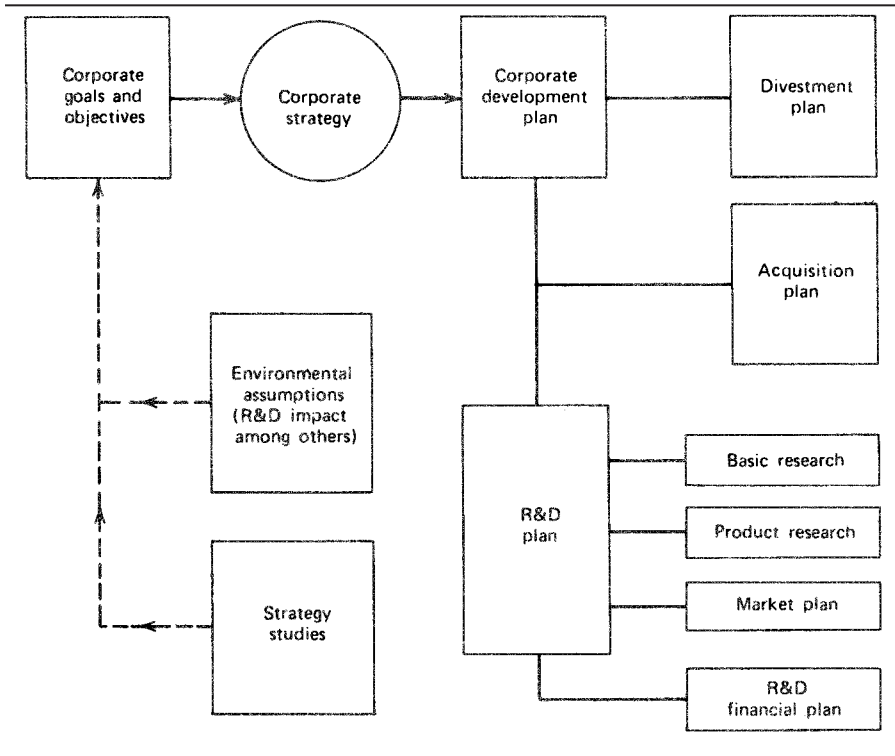 Corporate
goals and
objectives
Corporate
strategy
Corporate
development
plan
Divestment
plan
Acquisition
plan
Environmental
assumptions
(R&D impact
among others)
Strategy
studies
R&D
plan
Basic research
Product research
Market plan
R&D
financial plan